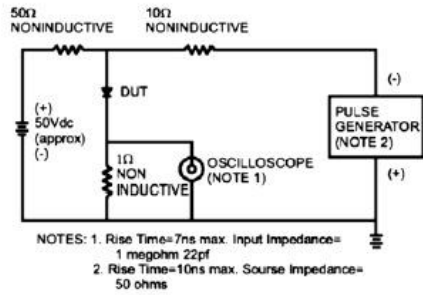 50Ω
NONINDUCTIVE
10Ω
NONINDUCTIVE
(-)
DUT
PULSE
GENERATOR
(NOTE 2)
(+)
50Vdc
(approx)
(-)
1Ω
NON
INDUCTIVE
OSCILLOSCOPE
(NOTE 1)
(+)
NOTES: 1. Rise Time=7ns max. Input Impedance=
1 megohm 22pf
2. Rise Time=10ns max. Sourse Impedance=
50 ohms